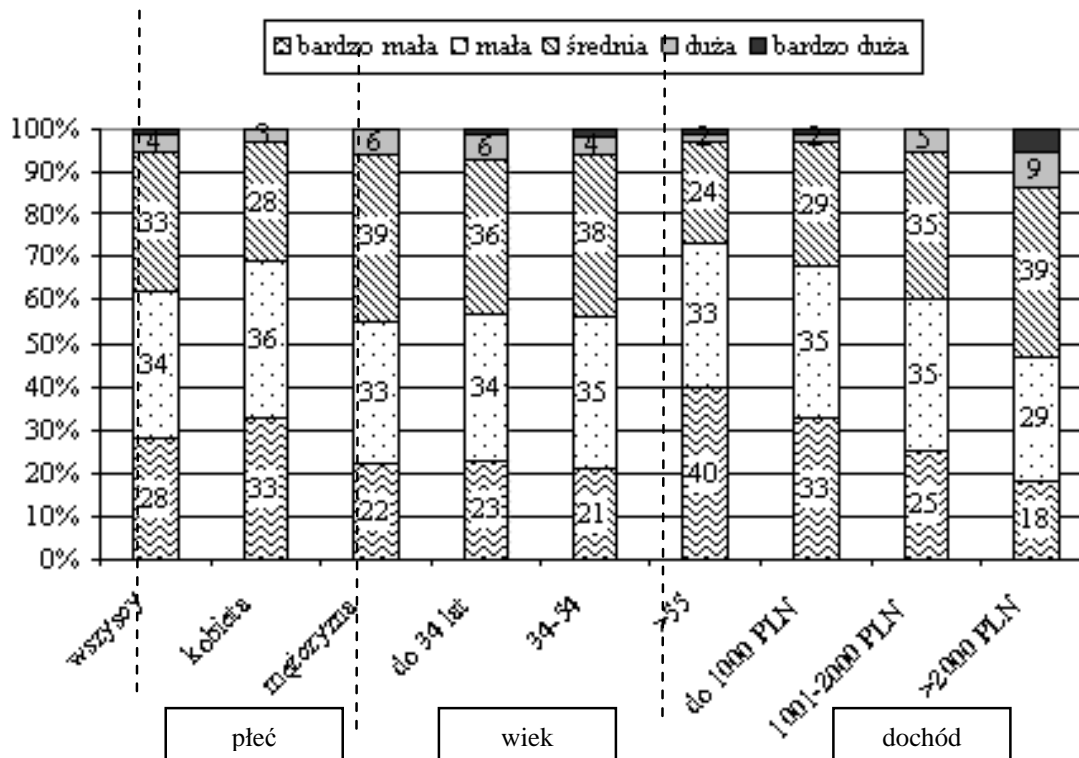 bardzo mała mała średnia duża bardzo duża
100%
90%
80%
70%
60%
50%
40%
30%
20%
10%
0%
4 3 6 6 4 2 2 5 9
33 28 39 36 38 24 29 35 39
34 36 33 34 35 33 35 35 29
28 33 22 23 21 40 33 25 18
wszyscy kobieta mężczyzna do 34 lat 34-54 >55 do 1000 PLN 1001-2000 PLN >2000 PLN
płeć wiek dochód